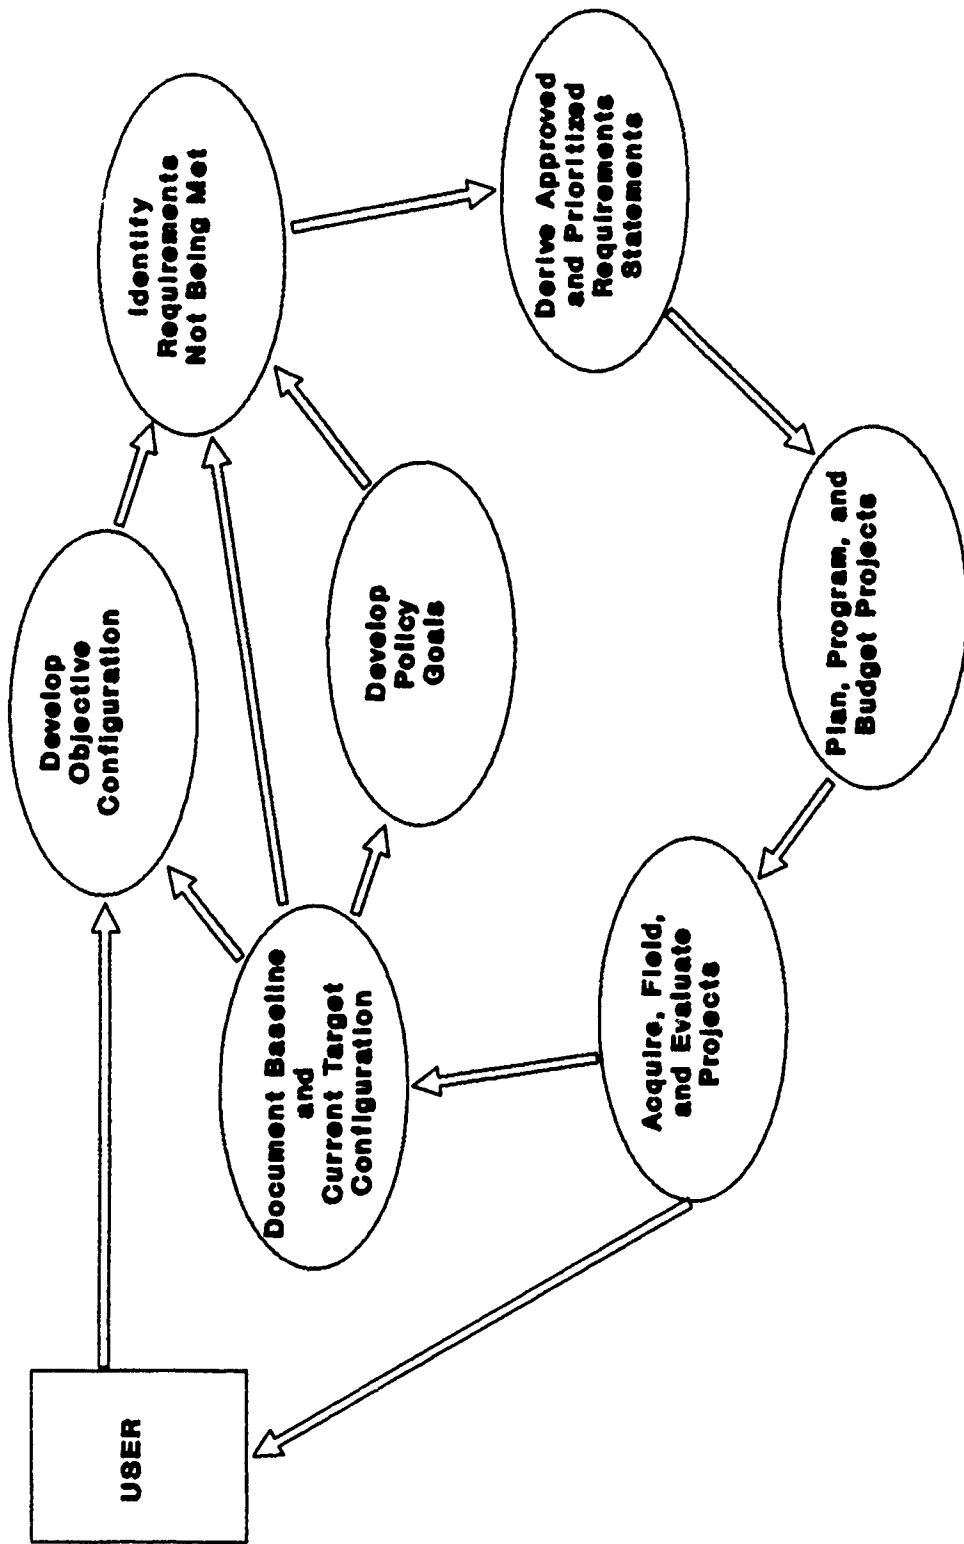 USER
Develop
Objective
Configuration
Identify
Requirements
Not Being Met
Document Baseline
and
Current Target
Configuration
Develop
Policy
Goals
Derive Approved
and Prioritized
Requirements
Statements
Acquire, Field,
and Evaluate
Projects
Plan, Program, and
Budget Projects